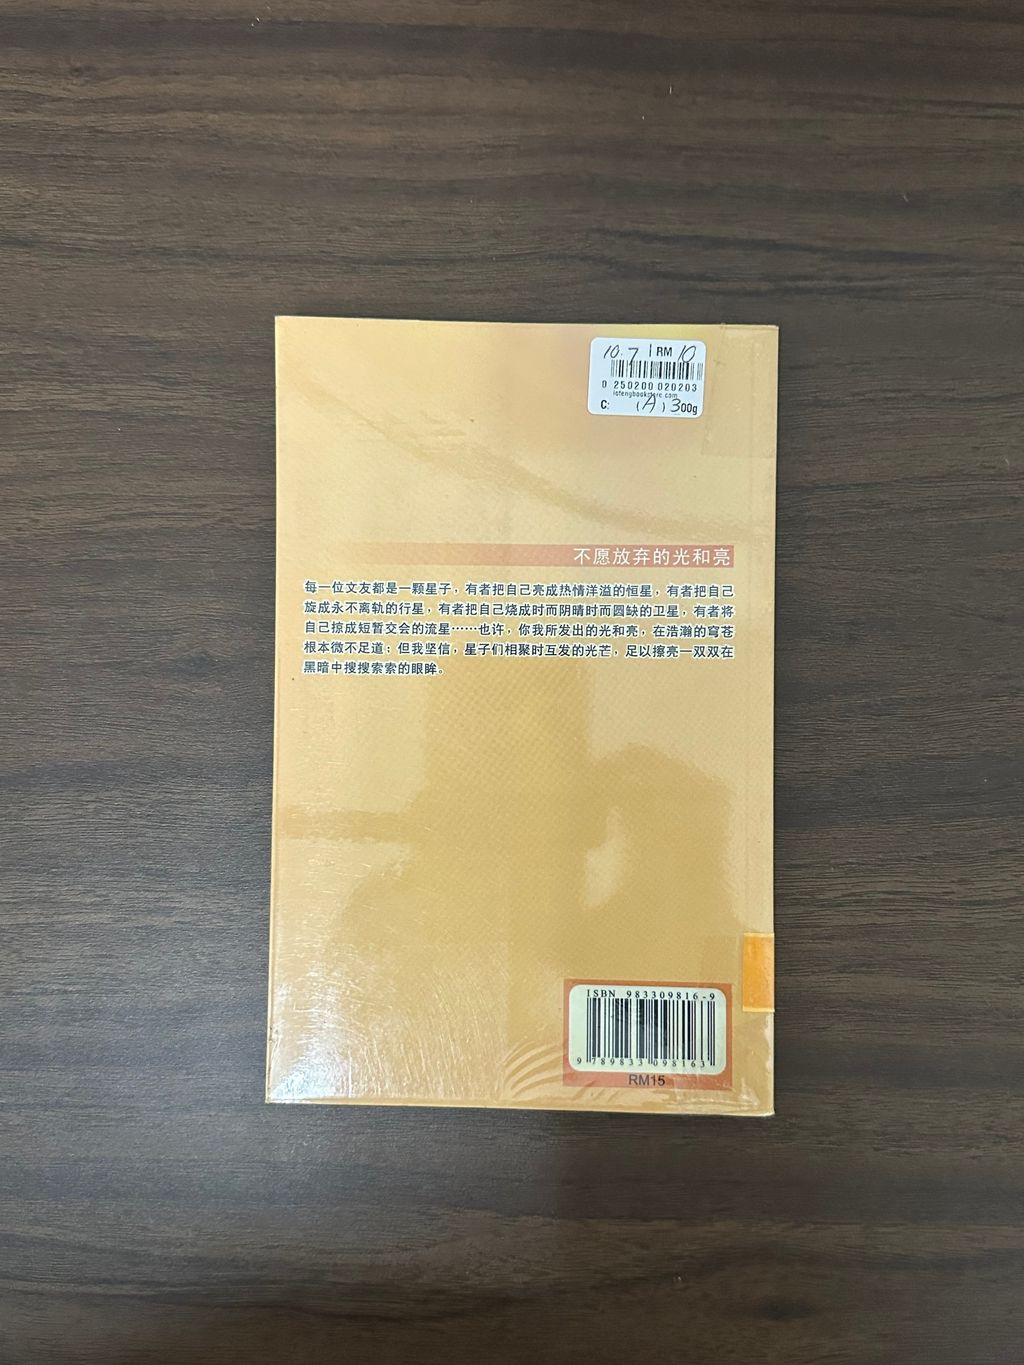 10.7 | RM 10
0 250200 020203
lofengbookstore.com
C: (A) 300g
不愿放弃的光和亮
每一位文友都是一颗星子，有者把自己亮成热情洋溢的恒星，有者把自己
旋成永不离轨的行星，有者把自己烧成时而阴晴时而圆缺的卫星，有者将
自己掠成短暂交会的流星……也许，你我所发出的光和亮，在浩瀚的穹苍
根本微不足道；但我坚信，星子们相聚时互发的光芒，足以擦亮一双双在
黑暗中搜搜索索的眼眸。
ISBN 983309816-9
9 789833 098163
RM15